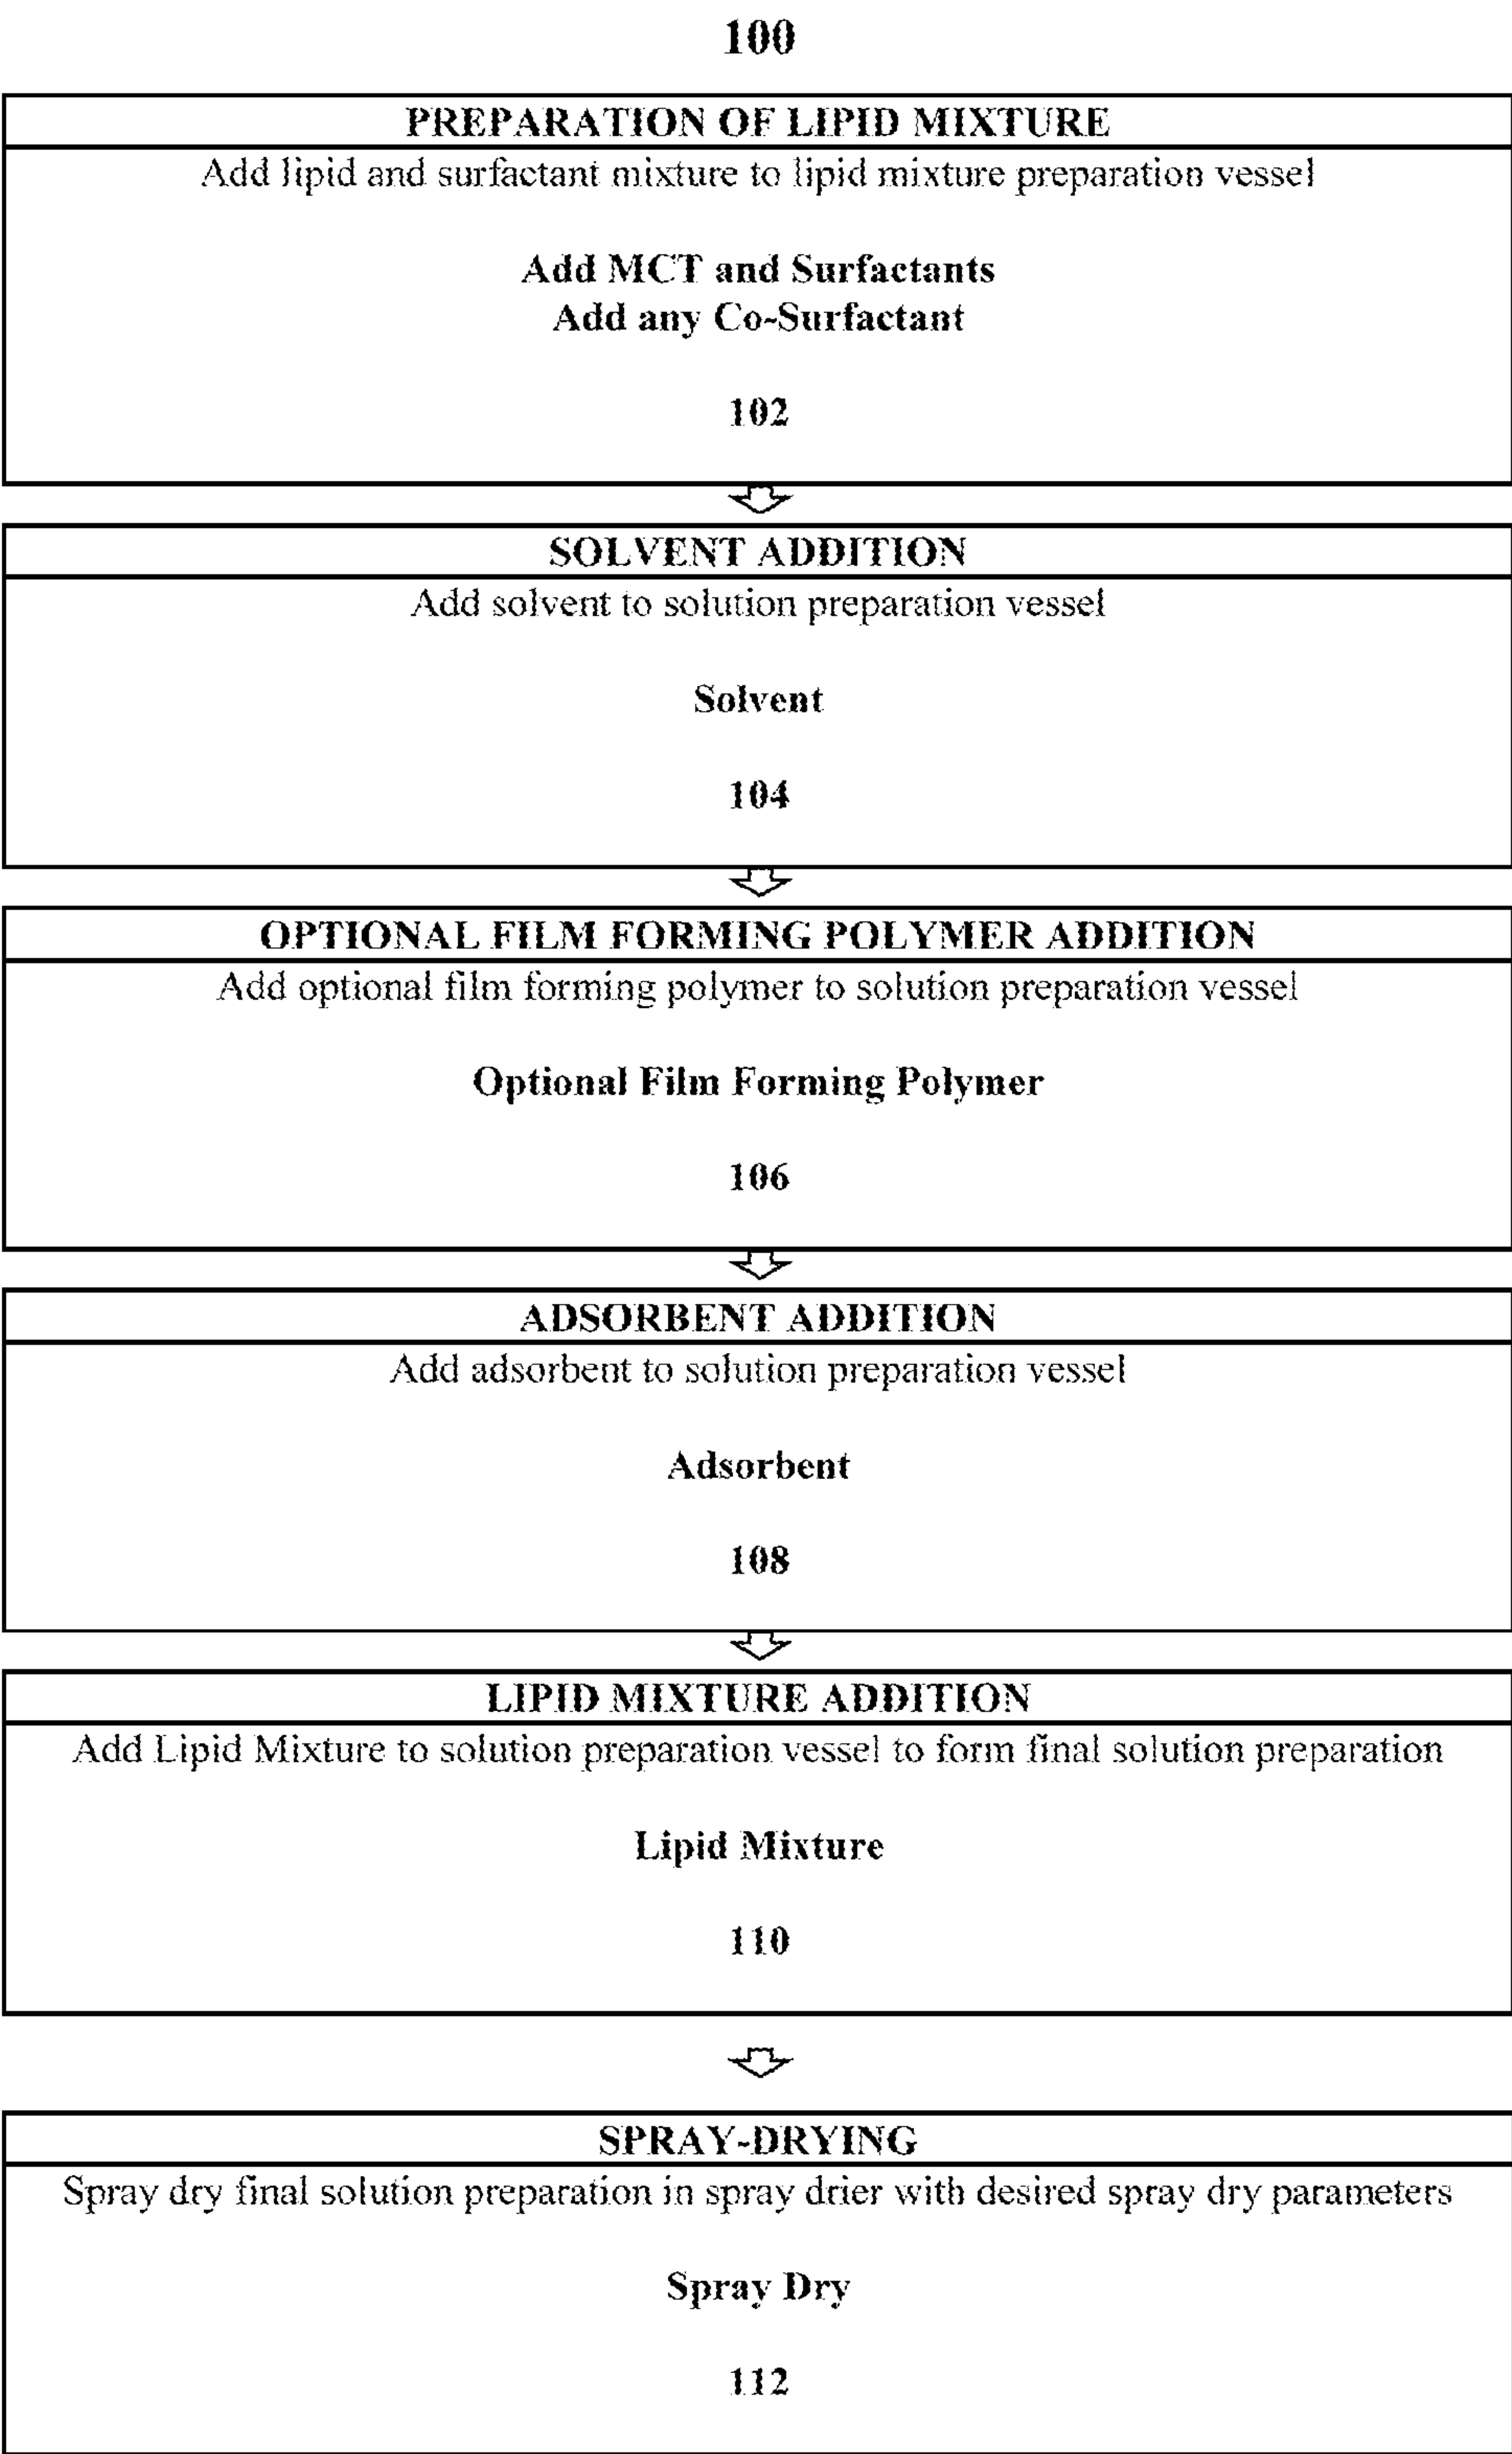 100
PREPARATION OF LIPID MIXTURE
Add lipid and surfactant mixture to lipid mixture preparation vessel
Add MCT and Surfactants
Add any Co-Surfactant
102
SOLVENT ADDITION
Add solvent to solution preparation vessel
Solvent
104
OPTIONAL FILM FORMING POLYMER ADDITION
Add optional film forming polymer to solution preparation vessel
Optional Film Forming Polymer
106
ADSORBENT ADDITION
Add adsorbent to solution preparation vessel
Adsorbent
108
LIPID MIXTURE ADDITION
Add Lipid Mixture to solution preparation vessel to form final solution preparation
Lipid Mixture
110
SPRAY-DRYING
Spray dry final solution preparation in spray drier with desired spray dry parameters
Spray Dry
112